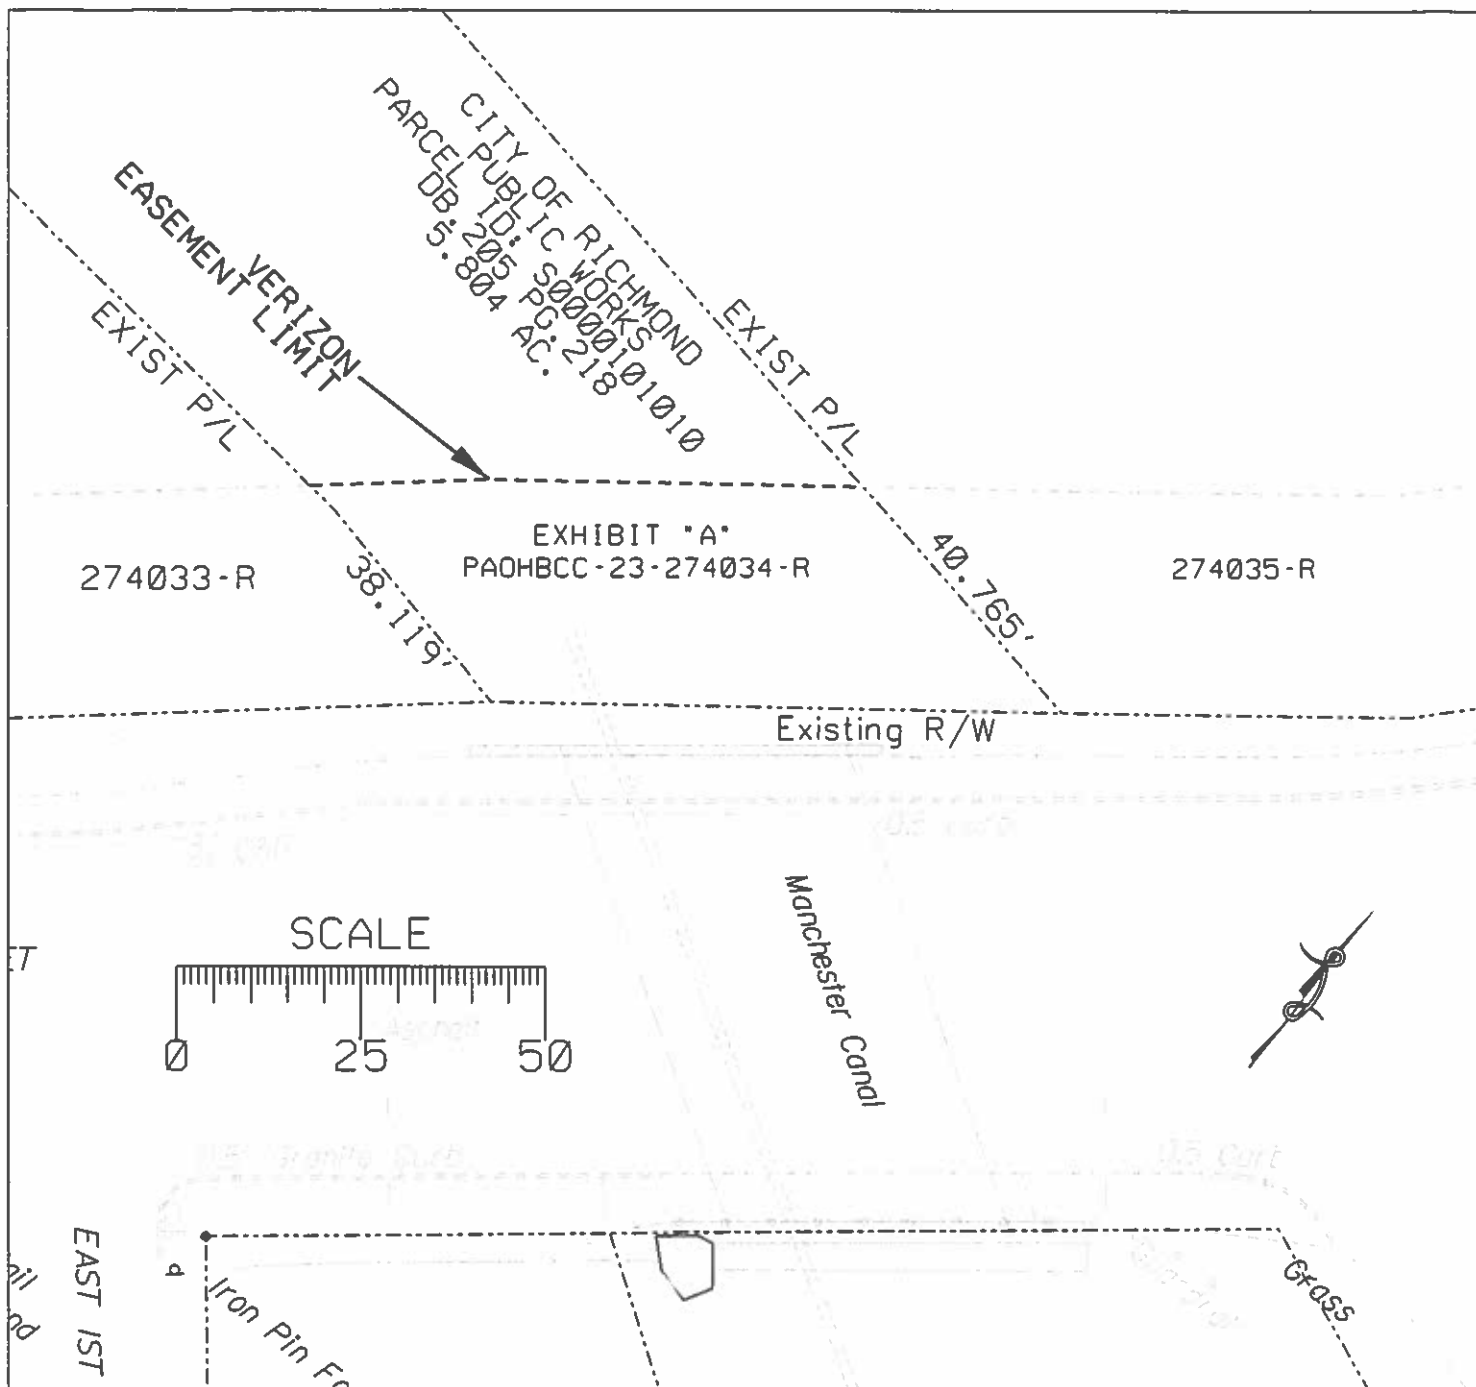 CITY OF RICHMOND
PUBLIC WORKS
PARCEL ID: S0000101010
DB. 205 PG. 218
5.804 AC.
VERIZON
EASEMENT LIMIT
EXIST P/L
EXIST P/L
EXHIBIT "A"
PAOHBCC-23-274034-R
274033-R
38.119'
40.765'
274035-R
Existing R/W
Manchester Canal
SCALE
0 25 50
ET
EAST 1ST
Iron Pin Fo
Grass